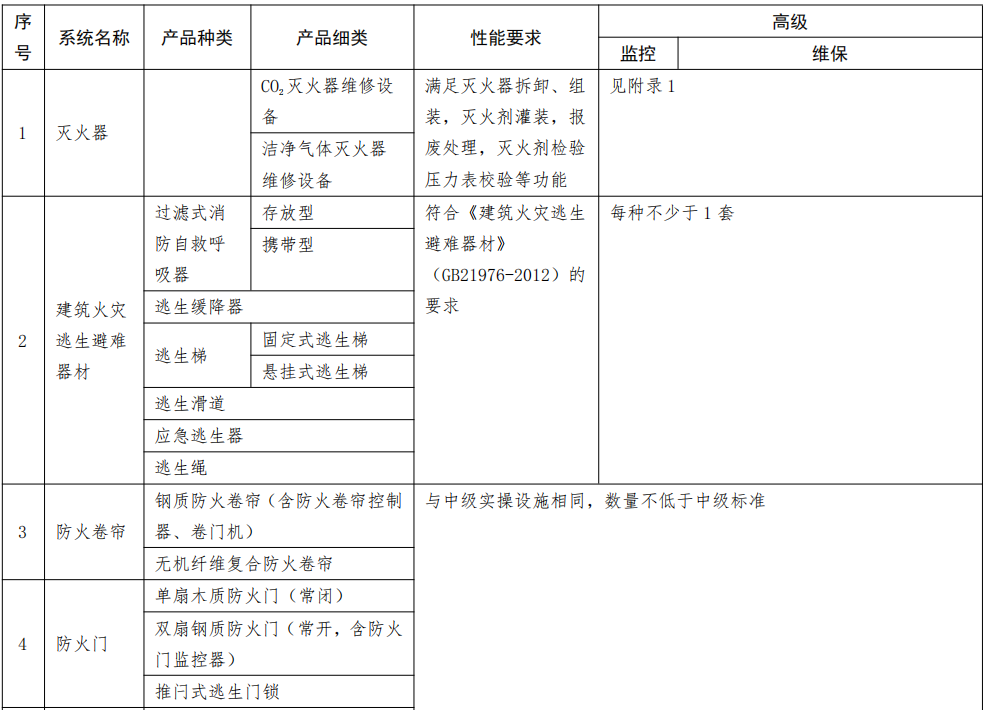 序
号
系统名称
产品种类
产品细类
性能要求
高级
监控
维保
1
灭火器
CO₂灭火器维修设
备
洁净气体灭火器
维修设备
满足灭火器拆卸、组
装，灭火剂灌装，报
废处理，灭火剂检验
压力表校验等功能
见附录1
2
建筑火灾
逃生避难
器材
过滤式消
防自救呼
吸器
存放型
携带型
逃生缓降器
逃生梯
固定式逃生梯
悬挂式逃生梯
逃生滑道
应急逃生器
逃生绳
符合《建筑火灾逃生
避难器材》
（GB21976-2012）的
要求
每种不少于1套
3
防火卷帘
钢质防火卷帘（含防火卷帘控制
器、卷门机）
无机纤维复合防火卷帘
与中级实操设施相同，数量不低于中级标准
4
防火门
单扇木质防火门（常闭）
双扇钢质防火门（常开，含防火
门监控器）
推闩式逃生门锁